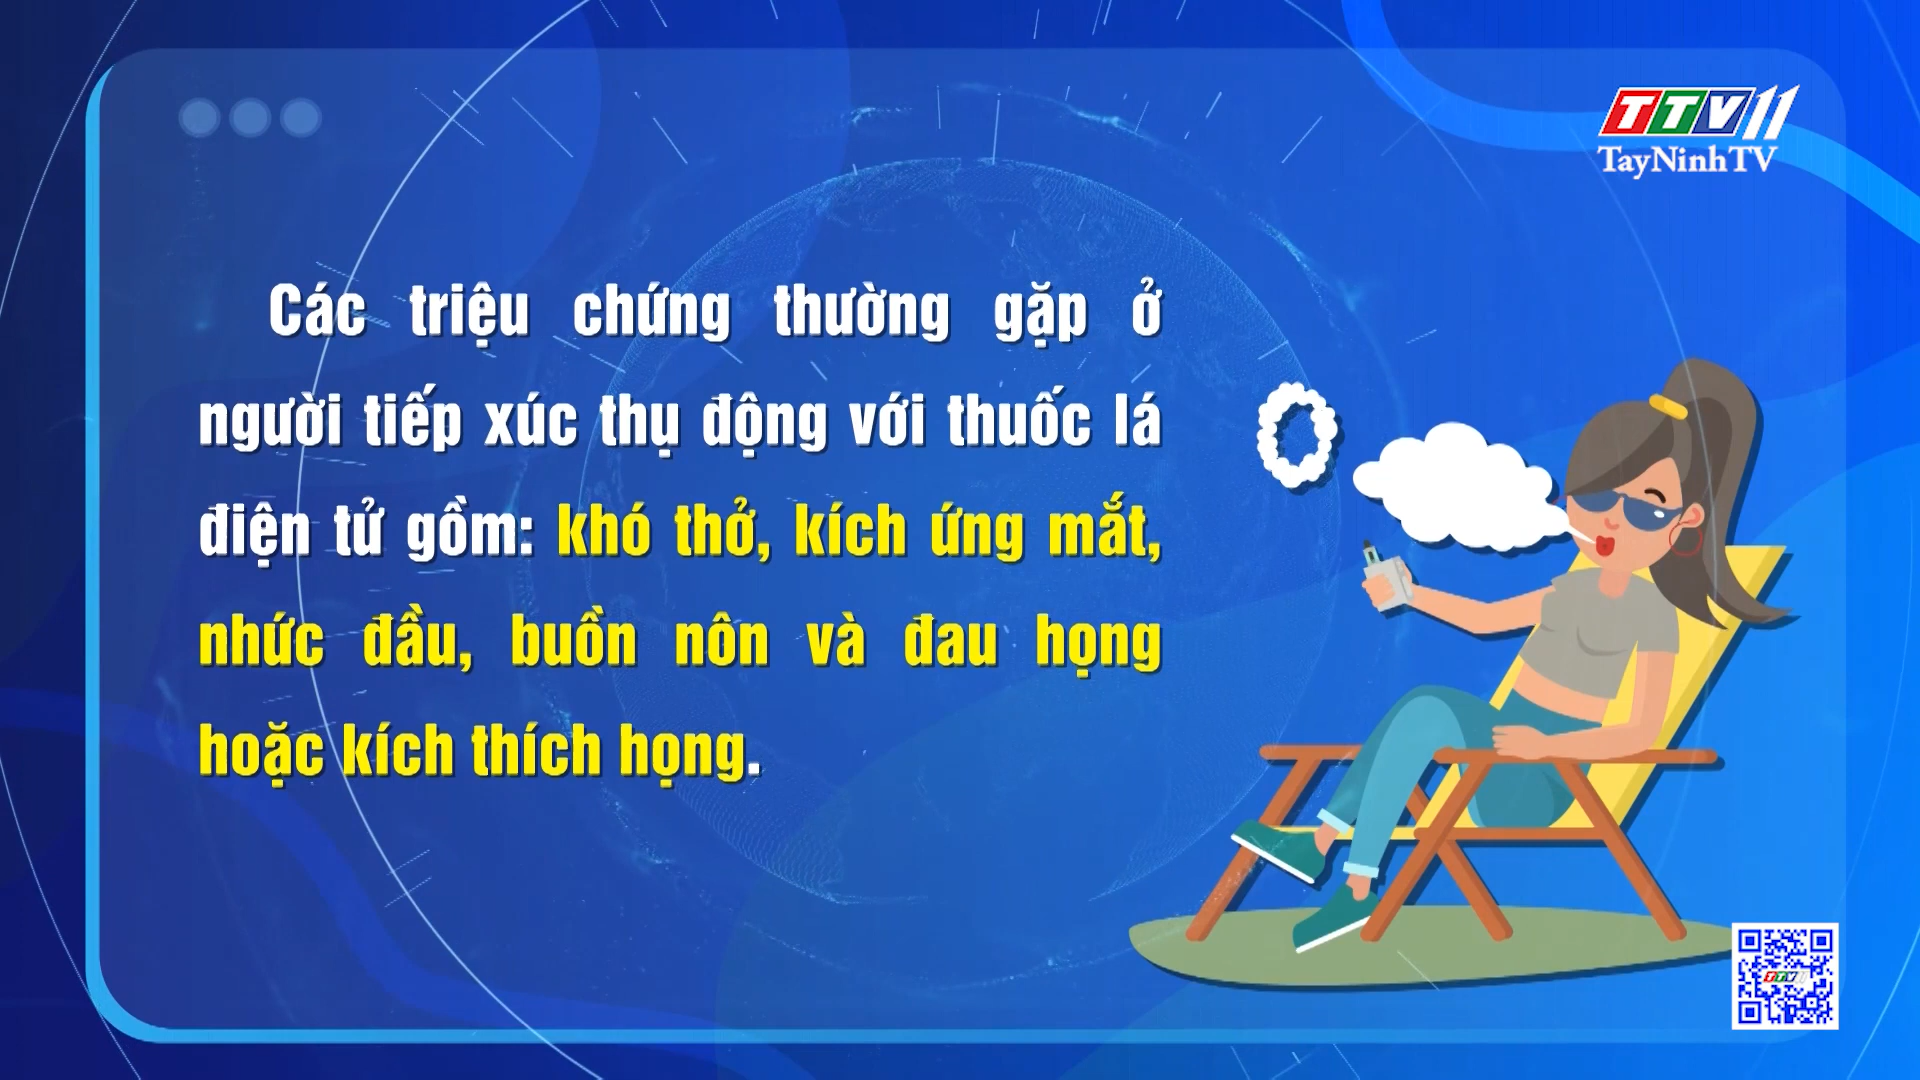 TTV11
TayNinhTV
Các triệu chứng thường gặp ở
người tiếp xúc thụ động với thuốc lá
điện tử gồm: khó thở, kích ứng mắt,
nhức đầu, buồn nôn và đau họng
hoặc kích thích họng.
TTV11